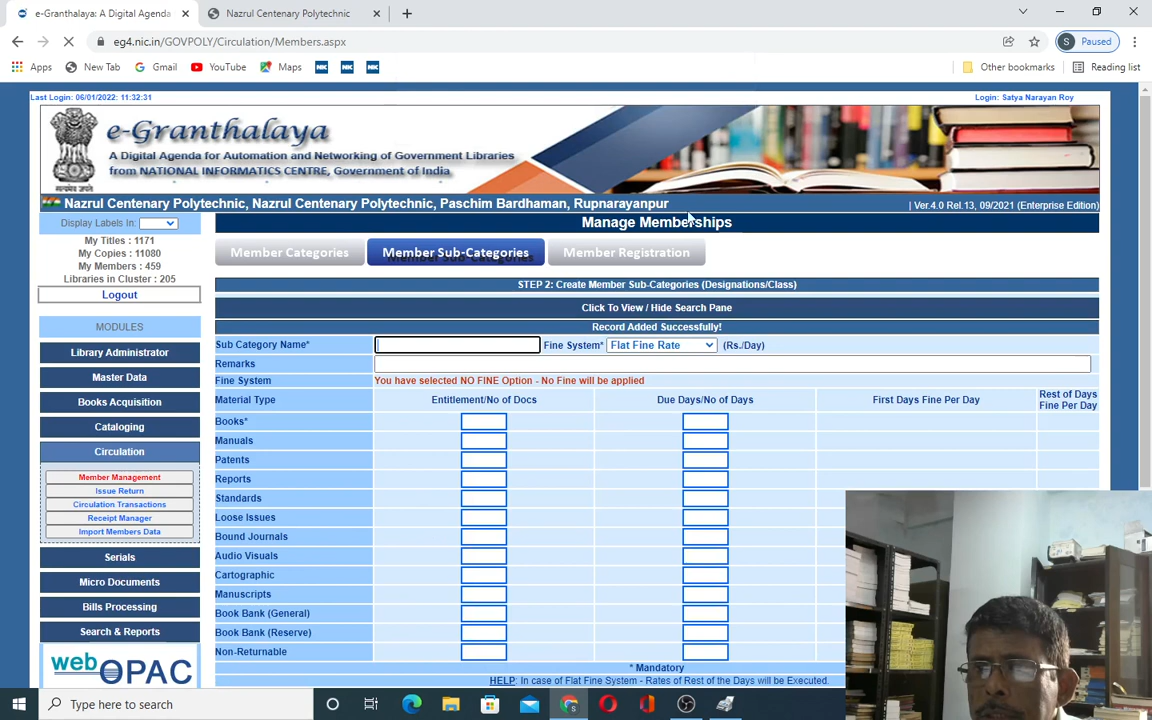 e-Granthalaya: A Digital Agenda
Nazrul Centenary Polytechnic
eg4.nic.in/GOVPOLY/Circulation/Members.aspx
S Paused
Apps New Tab Gmail YouTube Maps Other bookmarks Reading list
Last Login: 06/01/2022: 11:32:31 Login: Satya Narayan Roy
e-Granthalaya
A Digital Agenda for Automation and Networking of Government Libraries
from NATIONAL INFORMATICS CENTRE, Government of India
Nazrul Centenary Polytechnic, Nazrul Centenary Polytechnic, Paschim Bardhaman, Rupnarayanpur | Ver.4.0 Rel.13, 09/2021 (Enterprise Edition)
Display Labels In:
My Titles : 1171
My Copies : 11080
My Members : 459
Libraries in Cluster : 205
Logout
MODULES
Library Administrator
Master Data
Books Acquisition
Cataloging
Circulation
Member Management
Issue Return
Circulation Transactions
Receipt Manager
Import Members Data
Serials
Micro Documents
Bills Processing
Search & Reports
web OPAC
Manage Memberships
Member Categories Member Sub-Categories Member Registration
STEP 2: Create Member Sub-Categories (Designations/Class)
Click To View / Hide Search Pane
Record Added Successfully!
Sub Category Name* Fine System* Flat Fine Rate (Rs./Day)
Remarks
Fine System You have selected NO FINE Option - No Fine will be applied
Material Type Entitlement/No of Docs Due Days/No of Days First Days Fine Per Day Rest of Days Fine Per Day
Books*
Manuals
Patents
Reports
Standards
Loose Issues
Bound Journals
Audio Visuals
Cartographic
Manuscripts
Book Bank (General)
Book Bank (Reserve)
Non-Returnable
* Mandatory
HELP: In case of Flat Fine System - Rates of Rest of the Days will be Executed.
Type here to search